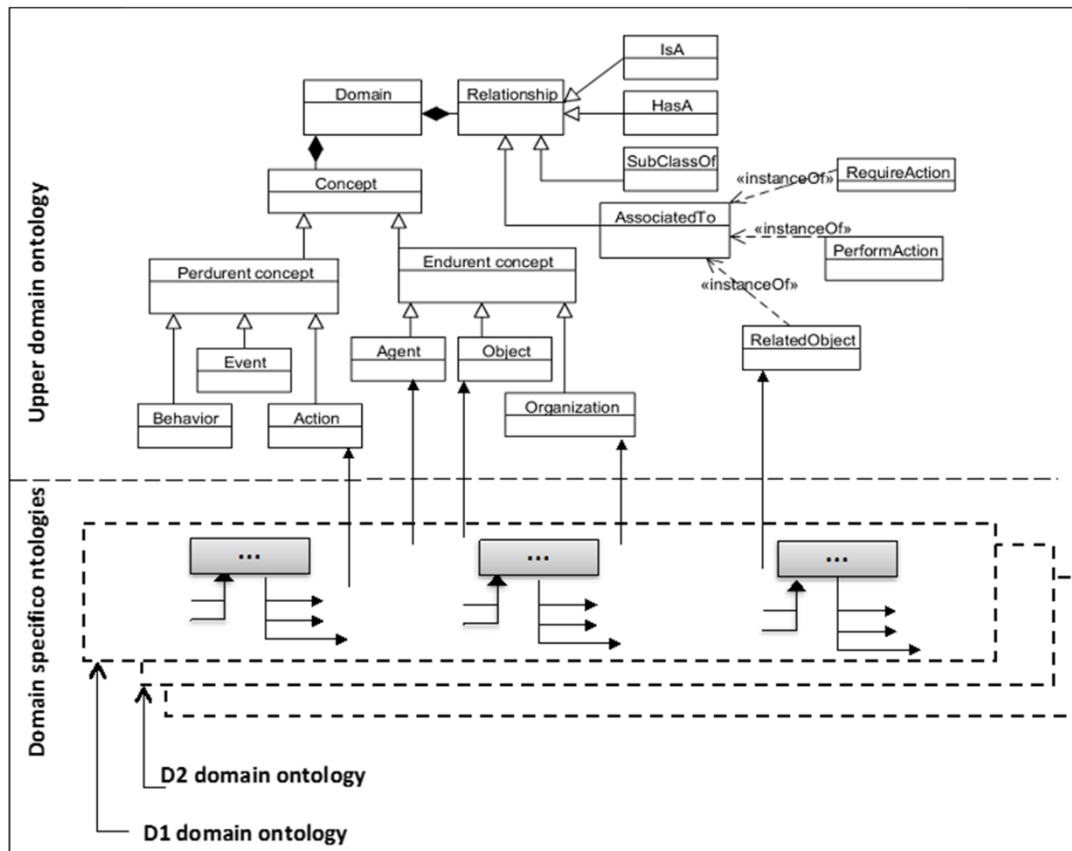 IsA
Domain
Relationship
HasA
SubClassOf
Concept
«instanceOf»
RequireAction
AssociatedTo
«instanceOf»
PerformAction
Perdurent concept
Endurent concept
«instanceOf»
Agent
Object
RelatedObject
Event
Organization
Behavior
Action
Upper domain ontology
Domain specifico ntologies
...
...
...
D2 domain ontology
D1 domain ontology